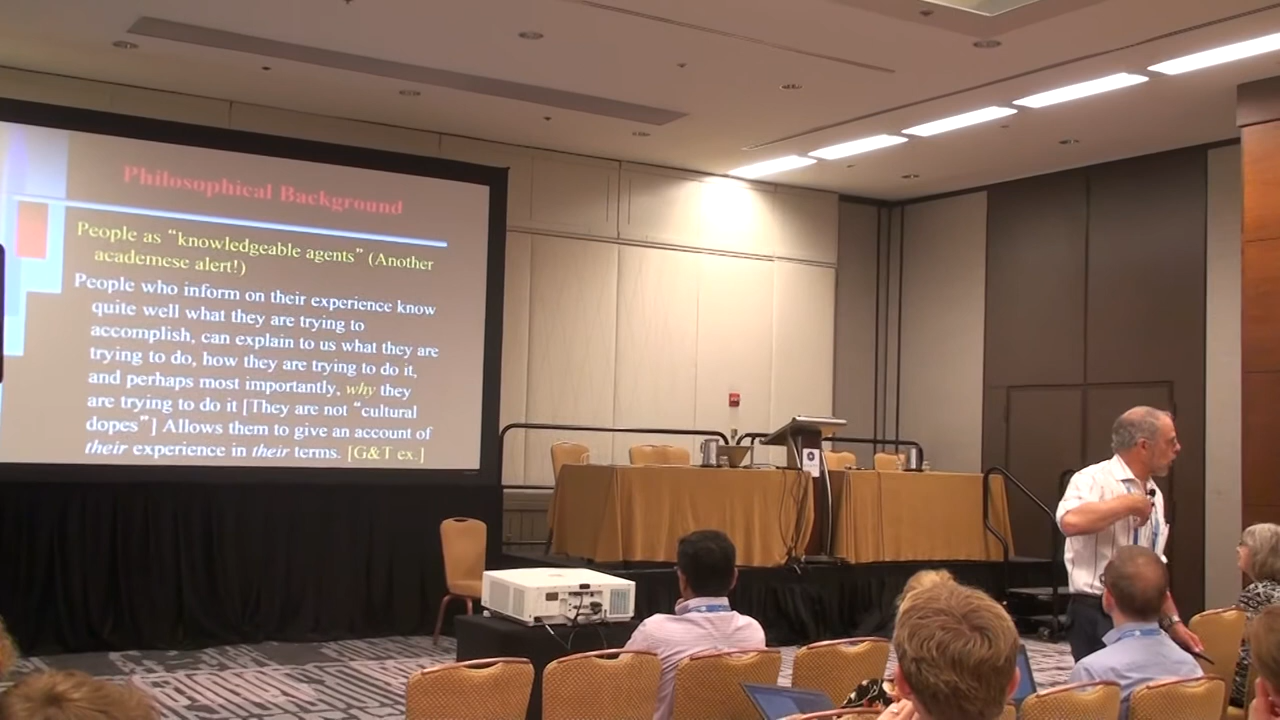 Philosophical Background
People as “knowledgeable agents” (Another
academese alert!)
People who inform on their experience know
quite well what they are trying to
accomplish, can explain to us what they are
trying to do, how they are trying to do it,
and perhaps most importantly, why they
are trying to do it [They are not “cultural
dopes”] Allows them to give an account of
their experience in their terms. [G&T ex.]